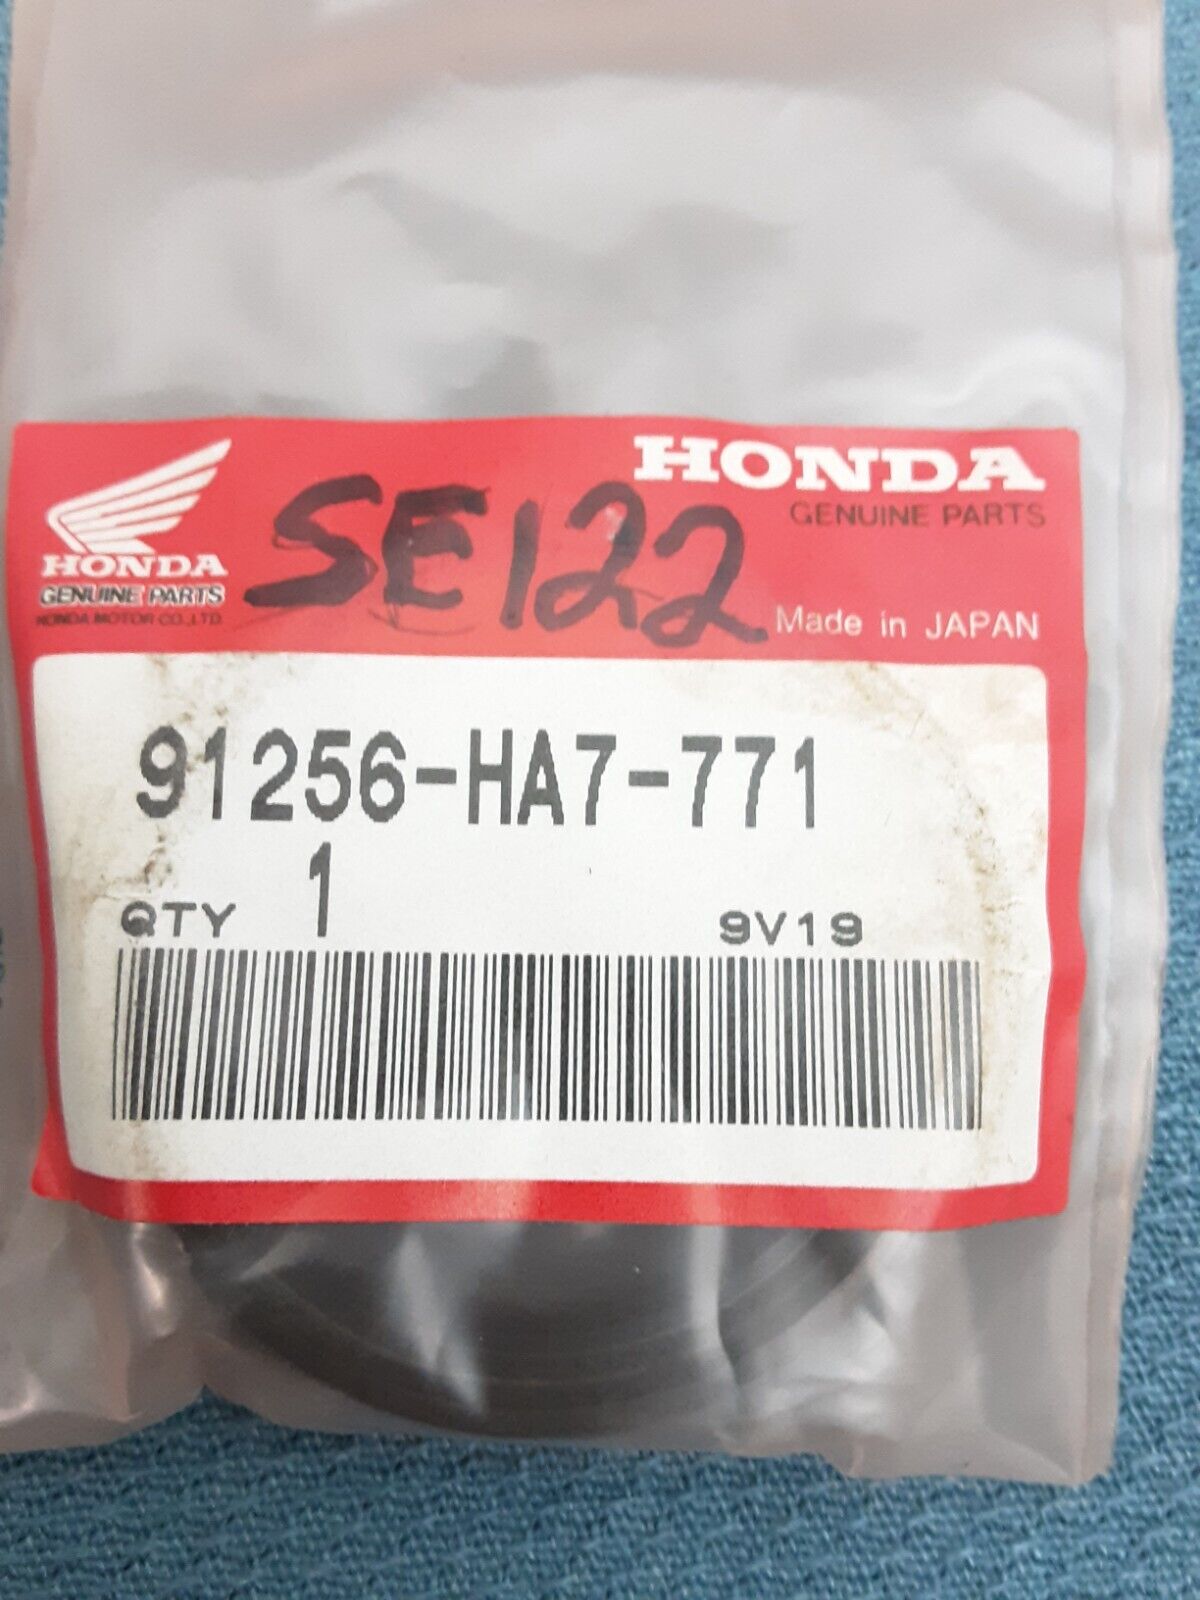 HONDA
GENUINE PARTS
HONDA MOTOR CO.,LTD.
SE122
HONDA
GENUINE PARTS
Made in JAPAN
91256-HA7-771
QTY 1 9V19